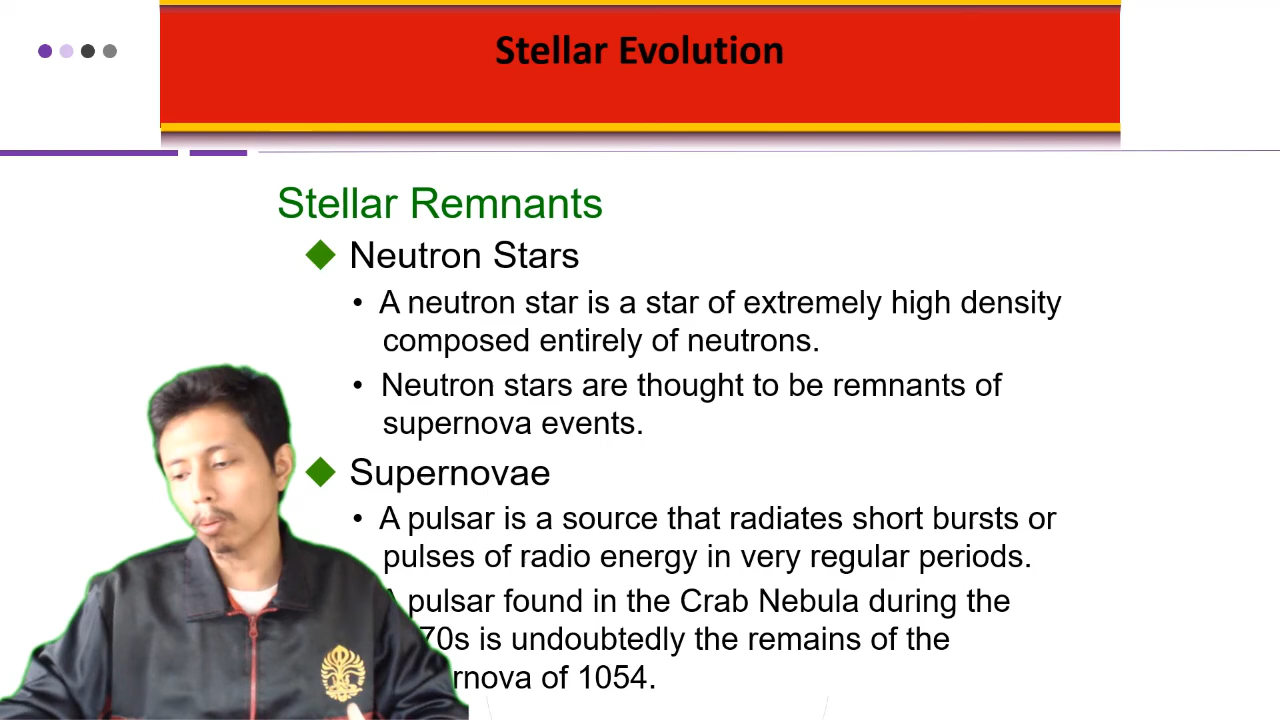 Stellar Evolution
Stellar Remnants
Neutron Stars
• A neutron star is a star of extremely high density
composed entirely of neutrons.
• Neutron stars are thought to be remnants of
supernova events.
Supernovae
• A pulsar is a source that radiates short bursts or
pulses of radio energy in very regular periods.
pulsar found in the Crab Nebula during the
is undoubtedly the remains of the
of 1054.